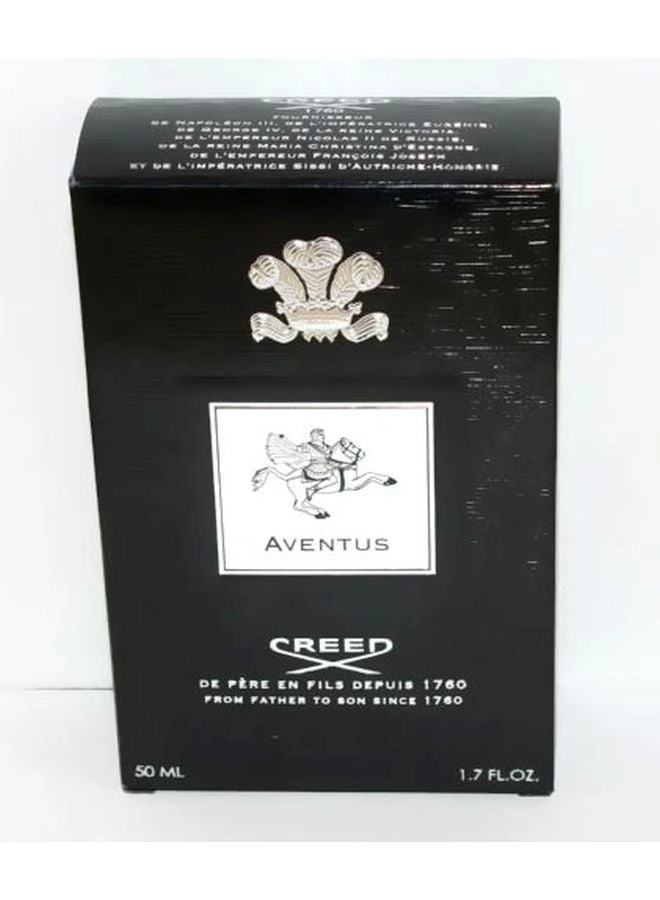 CREED
1760
FOURNISSEUR
DE NAPOLÉON III, DE L'IMPÉRATRICE EUGÉNIE,
DE GEORGE IV, DE LA REINE VICTORIA,
DE L'EMPEREUR NICOLAS II DE RUSSIE,
DE LA REINE MARIA CHRISTINA D'ESPAGNE,
DE L'EMPEREUR FRANÇOIS JOSEPH
ET DE L'IMPÉRATRICE SISSI D'AUTRICHE-HONGRIE.
AVENTUS
CREED
DE PÈRE EN FILS DEPUIS 1760
FROM FATHER TO SON SINCE 1760
50 ML 1.7 FL.OZ.